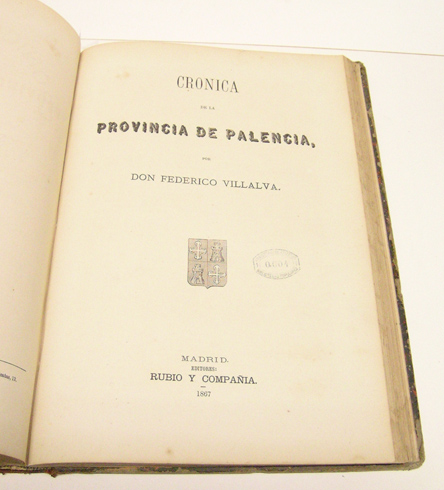 CRONICA
DE LA
PROVINCIA DE PALENCIA,
POR
DON FEDERICO VILLALVA.
MADRID.
EDITORES:
RUBIO Y COMPAÑIA.
1867